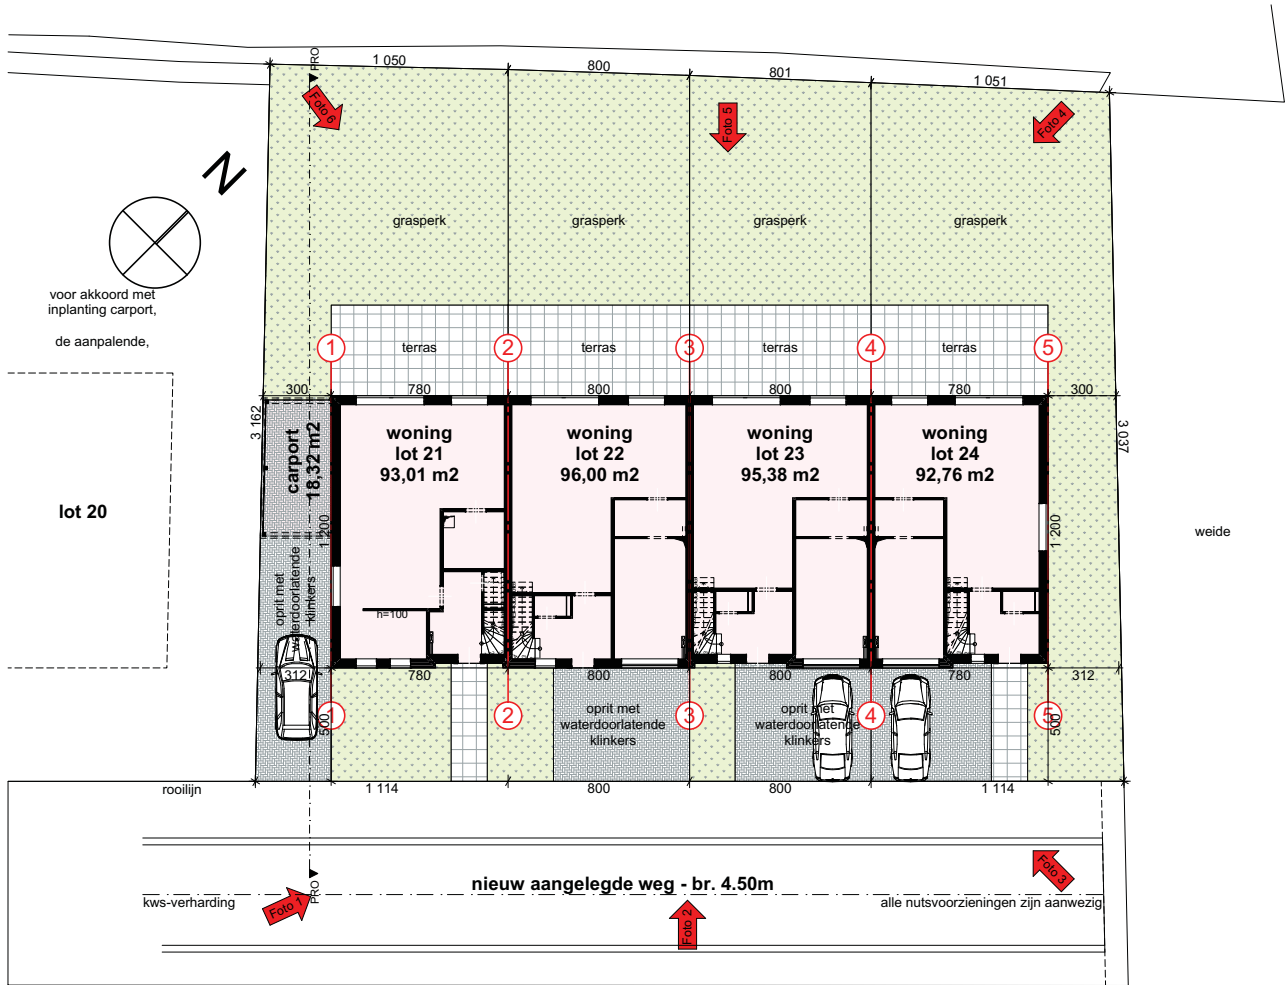 1 050
800
801
1 051
PRO
Foto 6
Foto 5
Foto 4
N
grasperk
grasperk
grasperk
grasperk
voor akkoord met
inplanting carport,
de aanpalende,
1
2
3
4
5
terras
terras
terras
terras
300
780
800
800
780
300
3 162
3 037
carport
18,32 m2
woning
lot 21
93,01 m2
woning
lot 22
96,00 m2
woning
lot 23
95,38 m2
woning
lot 24
92,76 m2
lot 20
weide
1 200
1 200
oprit met
waterdoorlatende
klinkers
h=100
312
780
800
800
780
312
500
500
1
2
3
4
5
oprit met
waterdoorlatende
klinkers
oprit met
waterdoorlatende
klinkers
rooilijn
1 114
800
800
1 114
PRO
Foto 1
Foto 2
Foto 3
nieuw aangelegde weg - br. 4.50m
kws-verharding
alle nutsvoorzieningen zijn aanwezig